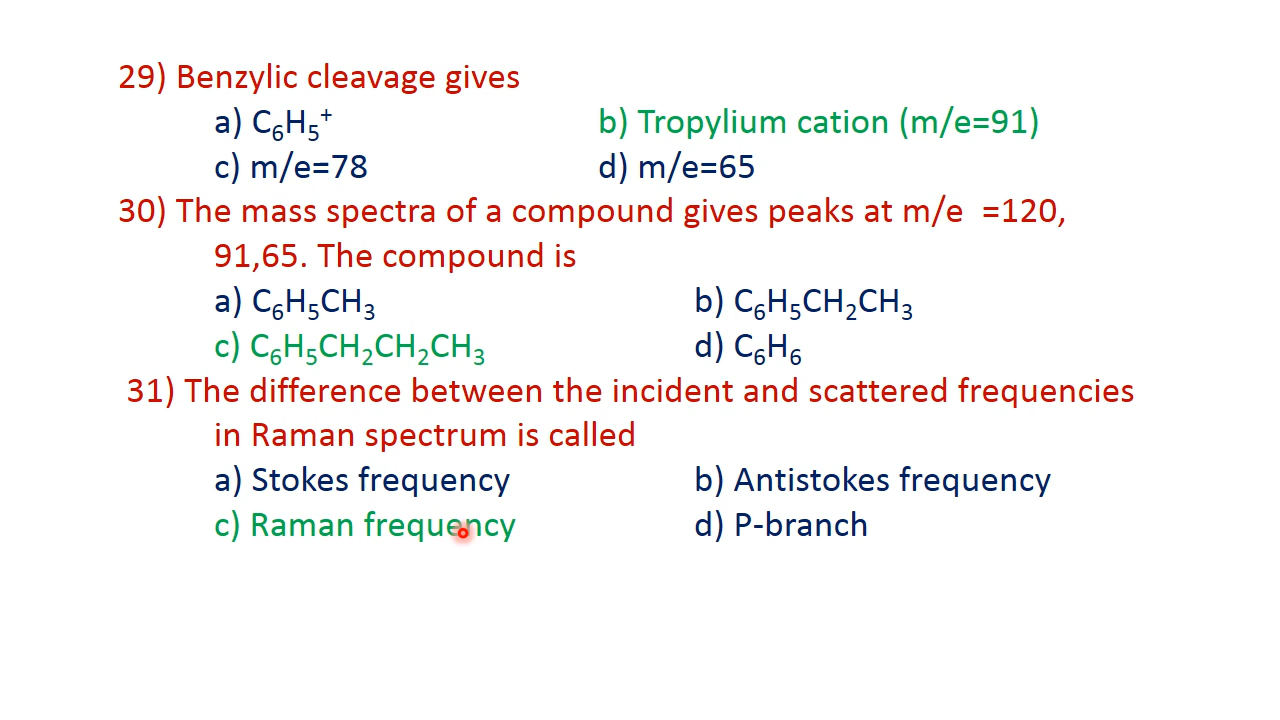 29) Benzylic cleavage gives
a) C₆H₅⁺ b) Tropylium cation (m/e=91)
c) m/e=78 d) m/e=65
30) The mass spectra of a compound gives peaks at m/e =120,
91,65. The compound is
a) C₆H₅CH₃ b) C₆H₅CH₂CH₃
c) C₆H₅CH₂CH₂CH₃ d) C₆H₆
31) The difference between the incident and scattered frequencies
in Raman spectrum is called
a) Stokes frequency b) Antistokes frequency
c) Raman frequency d) P-branch